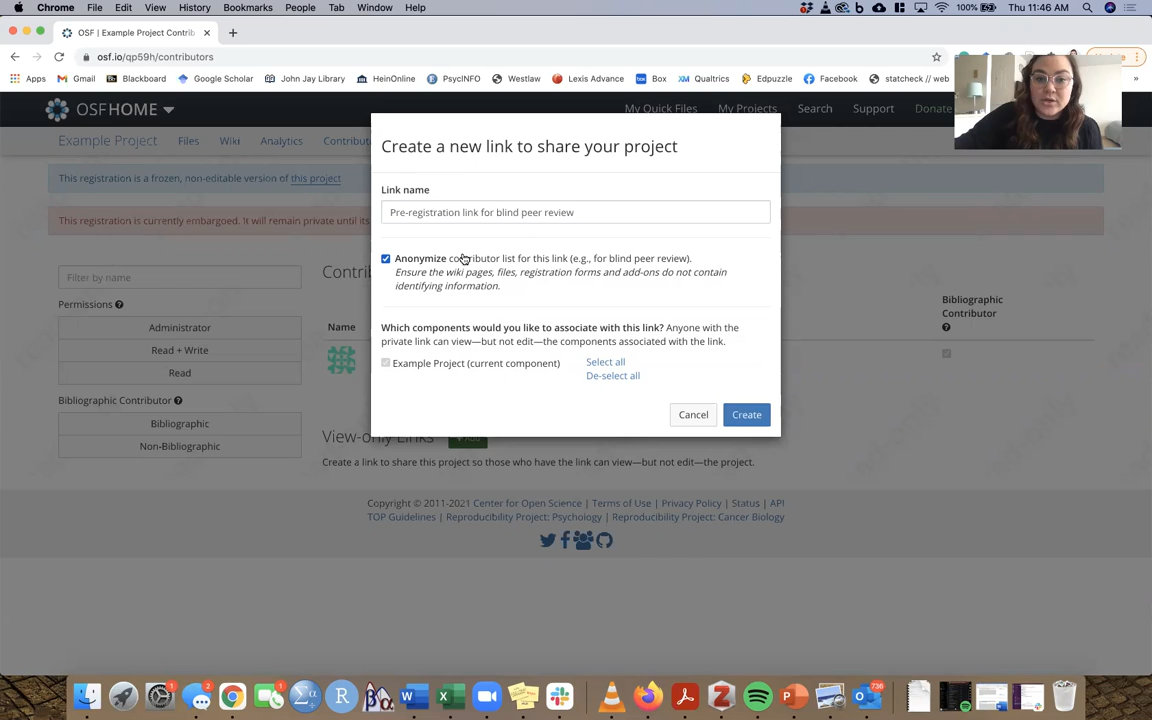 Chrome File Edit View History Bookmarks People Tab Window Help 100% Thu 11:46 AM
OSF | Example Project Contrib
osf.io/qp59h/contributors
Apps Gmail Blackboard Google Scholar John Jay Library HeinOnline PsycINFO Westlaw Lexis Advance Box Qualtrics Edpuzzle Facebook statcheck // web
OSFHOME My Quick Files My Projects Search Support Donate
Example Project Files Wiki Analytics
This registration is a frozen, non-editable version of this project
This registration is currently embargoed. It will remain private until its
Filter by name
Permissions
Administrator
Read + Write
Read
Bibliographic Contributor
Bibliographic
Non-Bibliographic
Name
Bibliographic
Contributor
Create a new link to share your project
Link name
Pre-registration link for blind peer review
Anonymize contributor list for this link (e.g., for blind peer review).
Ensure the wiki pages, files, registration forms and add-ons do not contain
identifying information.
Which components would you like to associate with this link? Anyone with the
private link can view—but not edit—the components associated with the link.
Example Project (current component) Select all
De-select all
Cancel Create
View-only Links
Create a link to share this project so those who have the link can view—but not edit—the project.
Copyright © 2011-2021 Center for Open Science | Terms of Use | Privacy Policy | Status | API
TOP Guidelines | Reproducibility Project: Psychology | Reproducibility Project: Cancer Biology